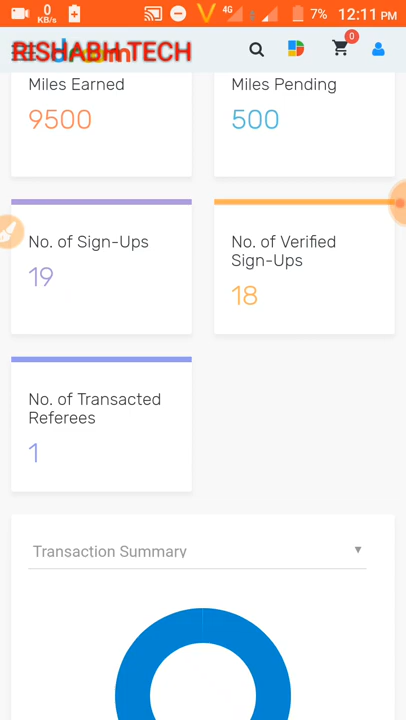 0
KB/s
4G
7%
12:11 PM
RISHABH TECH
0
Miles Earned
9500
Miles Pending
500
No. of Sign-Ups
19
No. of Verified
Sign-Ups
18
No. of Transacted
Referees
1
Transaction Summary